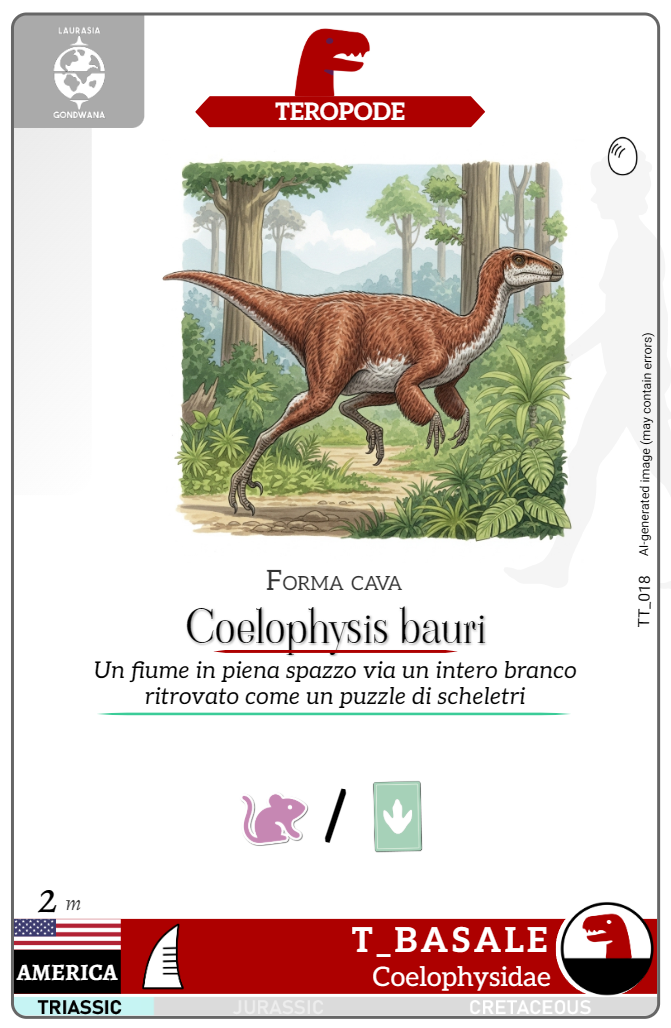 LAURASIA
GONDWANA
TEROPODE
AI-generated image (may contain errors)
TT_018
FORMA CAVA
Coelophysis bauri
Un fiume in piena spazzo via un intero branco
ritrovato come un puzzle di scheletri
/
2 m
AMERICA
T_BASALE
Coelophysidae
TRIASSIC
JURASSIC
CRETACEOUS